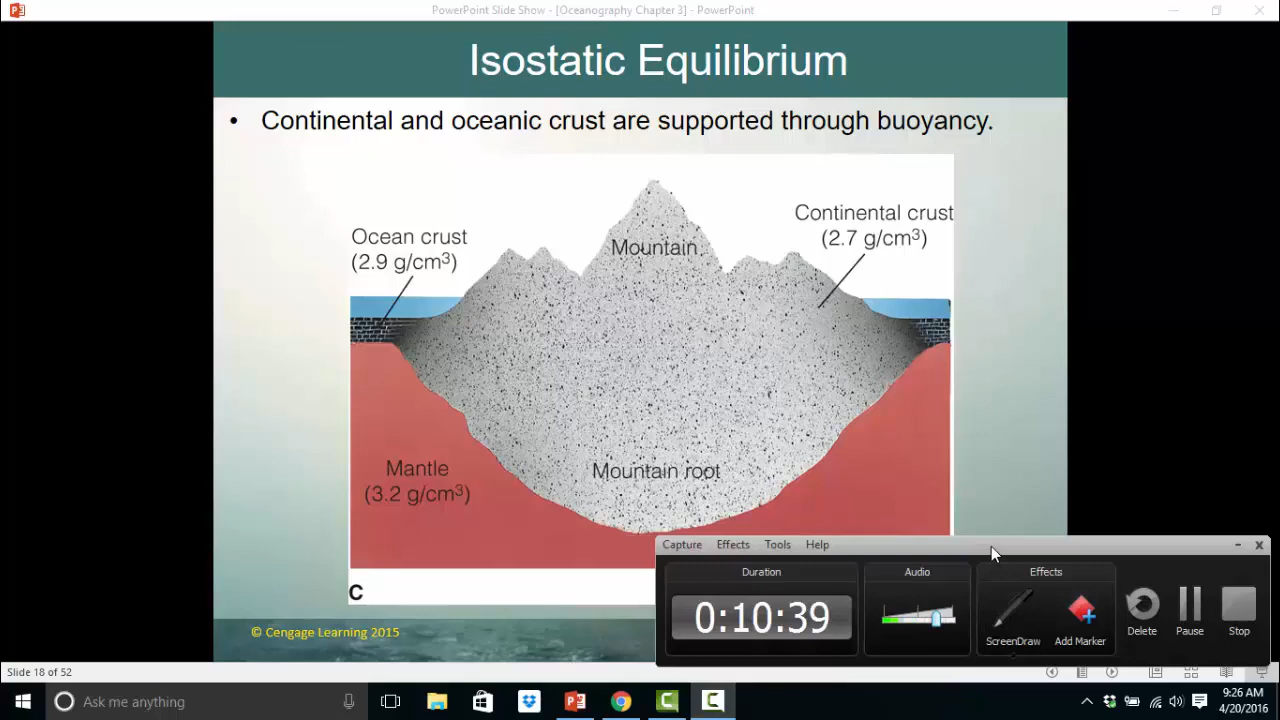 PowerPoint Slide Show - [Oceanography Chapter 3] - PowerPoint
Isostatic Equilibrium
• Continental and oceanic crust are supported through buoyancy.
Continental crust
(2.7 g/cm³)
Ocean crust
(2.9 g/cm³)
Mountain
Mountain root
Mantle
(3.2 g/cm³)
C
© Cengage Learning 2015
Capture Effects Tools Help
Duration
Audio
Effects
0:10:39
ScreenDraw
Add Marker
Delete
Pause
Stop
Slide 18 of 52
Ask me anything
9:26 AM
4/20/2016